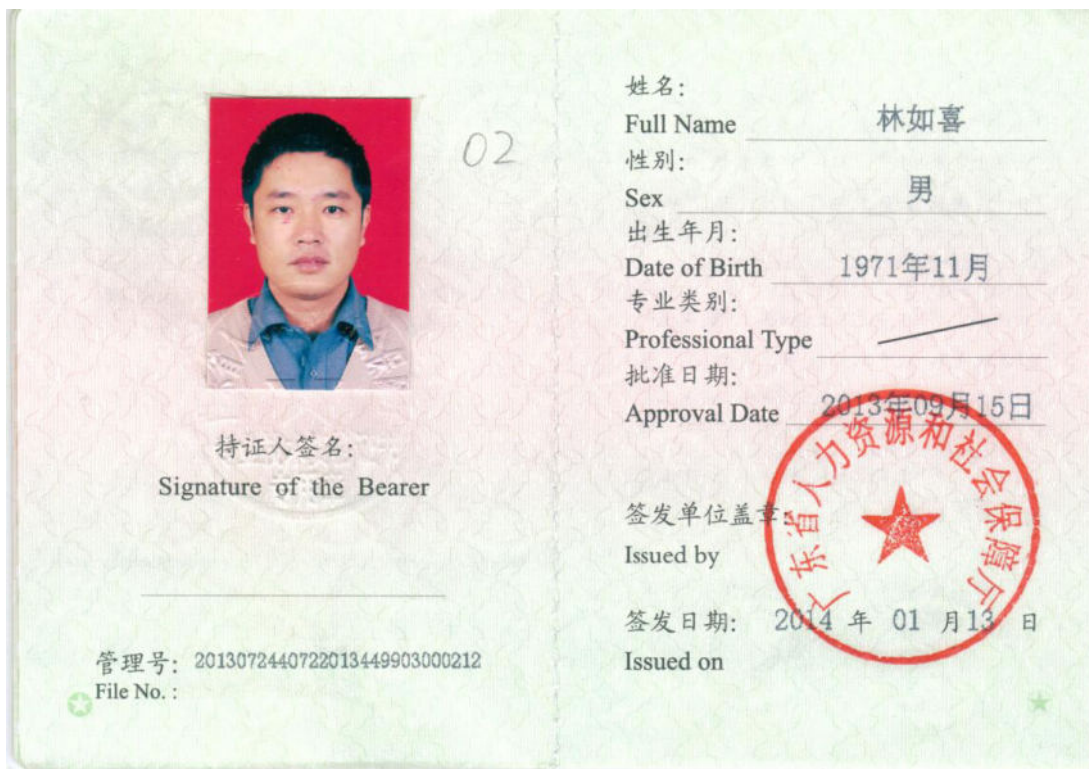 02
持证人签名:
Signature of the Bearer
管理号: 2013072440722013449903000212
File No. :
姓名:
Full Name 林如喜
性别:
Sex 男
出生年月:
Date of Birth 1971年11月
专业类别:
Professional Type
批准日期:
Approval Date 2013年09月15日
广东省人力资源和社会保障厅
签发单位盖章:
Issued by
签发日期: 2014 年 01 月 13 日
Issued on